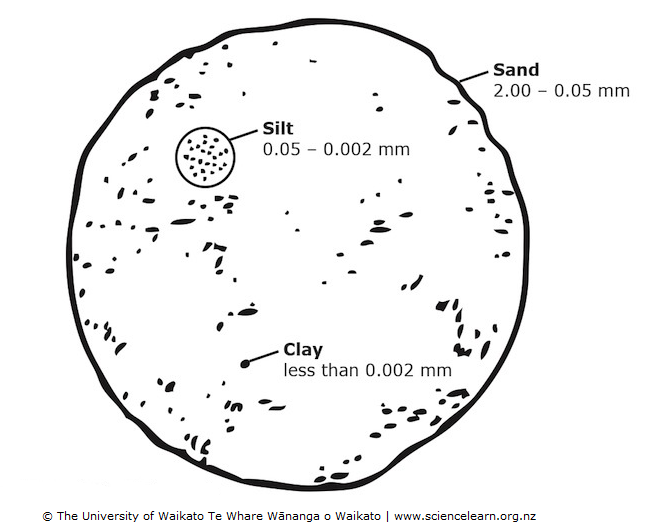 Sand
2.00 – 0.05 mm
Silt
0.05 – 0.002 mm
Clay
less than 0.002 mm
© The University of Waikato Te Whare Wānanga o Waikato | www.sciencelearn.org.nz